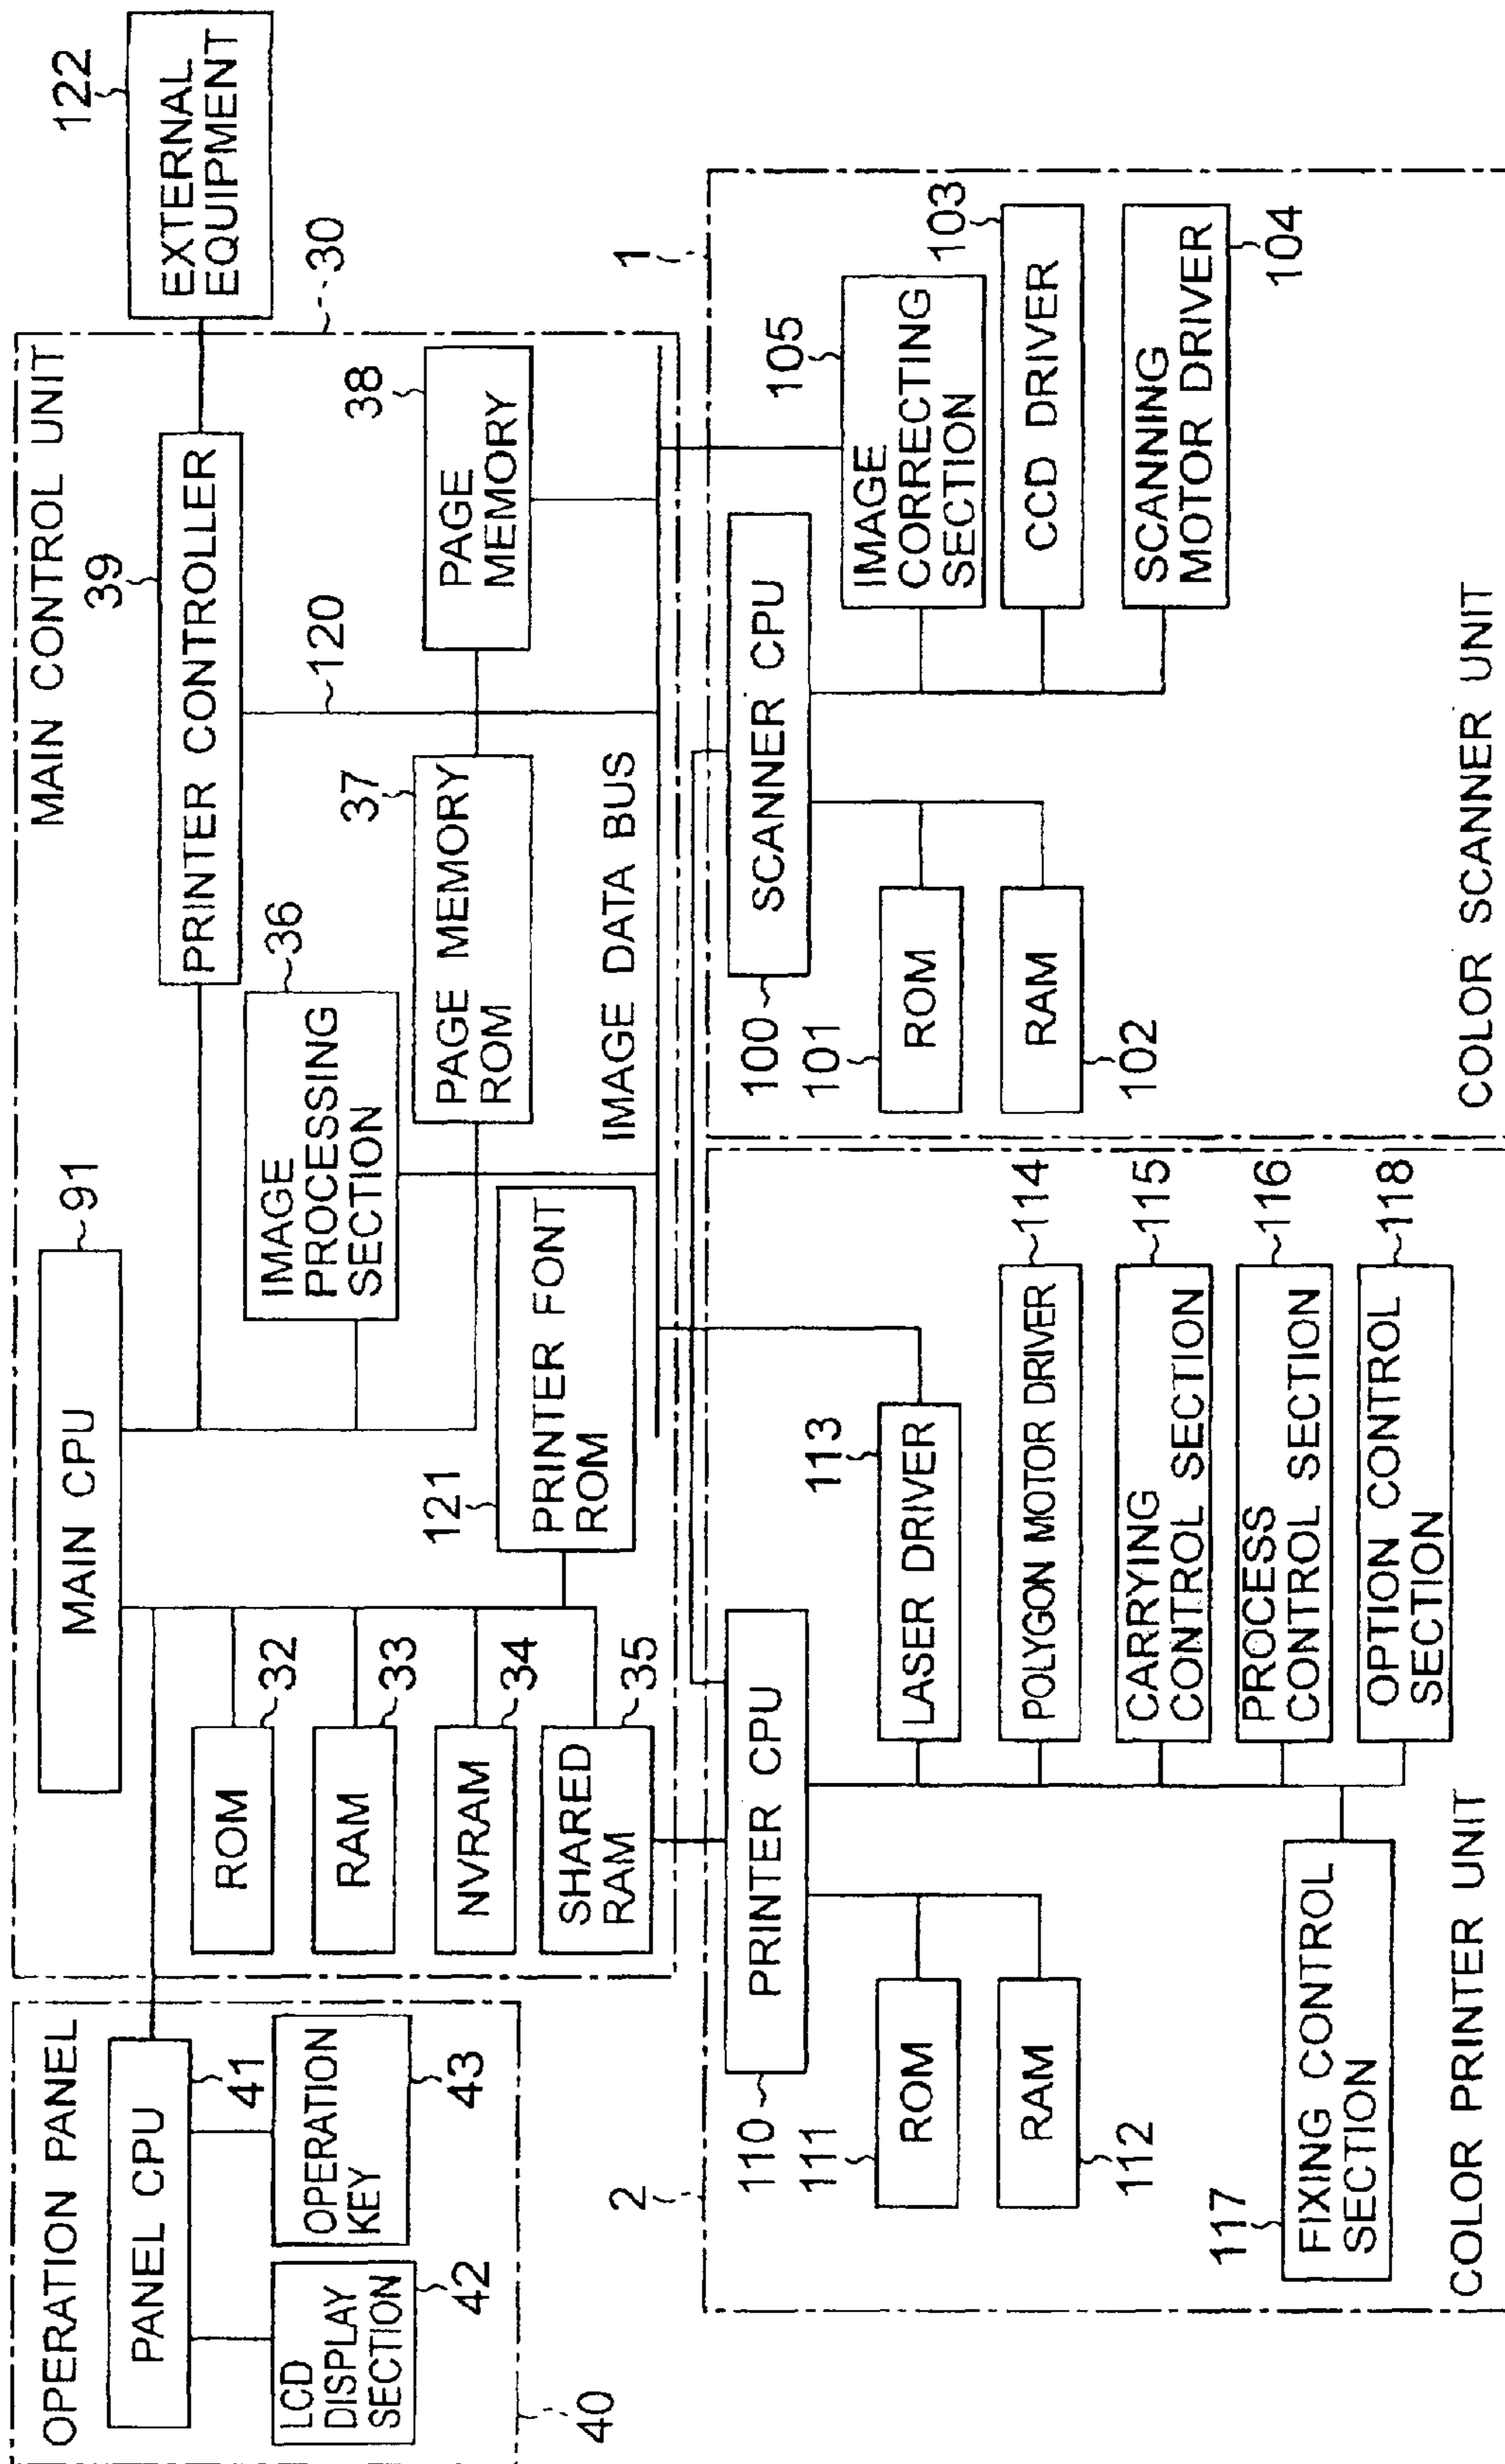 OPERATION PANEL
PANEL CPU
41
LCD
DISPLAY
SECTION
42
OPERATION
KEY
43
40
MAIN CONTROL UNIT
30
MAIN CPU
91
ROM
32
RAM
33
NVRAM
34
SHARED
RAM
35
121
PRINTER FONT
ROM
IMAGE
PROCESSING
SECTION
36
PRINTER CONTROLLER
39
PAGE MEMORY
ROM
37
PAGE
MEMORY
38
120
IMAGE DATA BUS
EXTERNAL
EQUIPMENT
122
2
PRINTER CPU
110
111
ROM
RAM
112
LASER DRIVER
113
POLYGON MOTOR DRIVER
114
CARRYING
CONTROL SECTION
115
PROCESS
CONTROL SECTION
116
OPTION CONTROL
SECTION
118
117
FIXING CONTROL
SECTION
COLOR PRINTER UNIT
1
SCANNER CPU
100
101
ROM
RAM
102
105
IMAGE
CORRECTING
SECTION
103
CCD DRIVER
SCANNING
MOTOR DRIVER
104
COLOR SCANNER UNIT